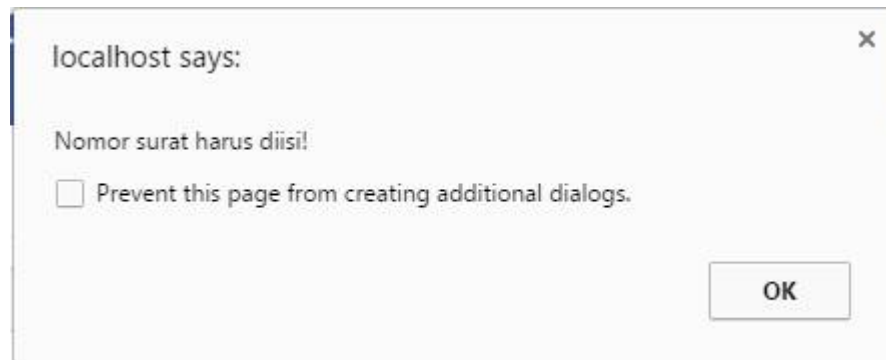 localhost says:
Nomor surat harus diisi!
Prevent this page from creating additional dialogs.
OK